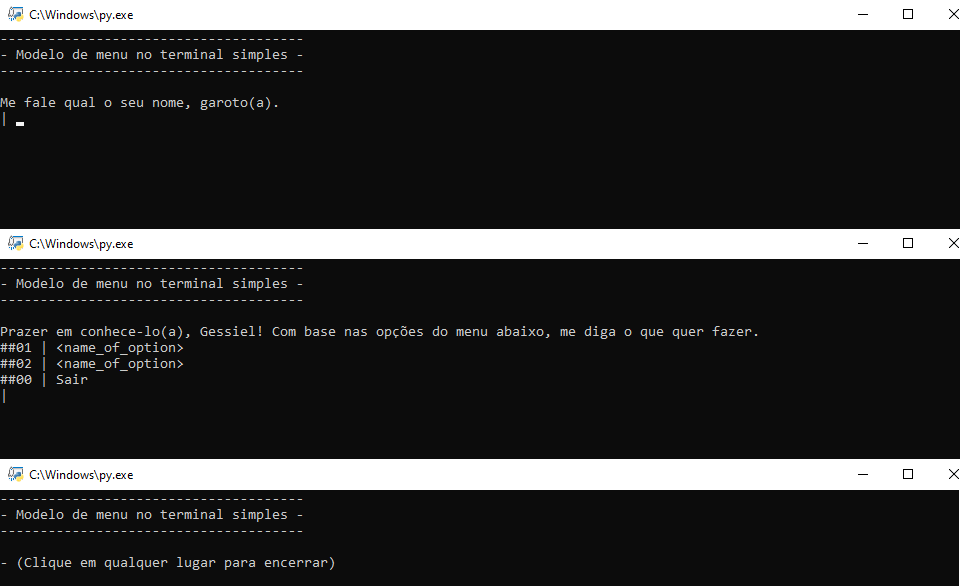 C:\Windows\py.exe
--------------------------------------
- Modelo de menu no terminal simples -
--------------------------------------
Me fale qual o seu nome, garoto(a).
|
C:\Windows\py.exe
--------------------------------------
- Modelo de menu no terminal simples -
--------------------------------------
Prazer em conhece-lo(a), Gessiel! Com base nas opções do menu abaixo, me diga o que quer fazer.
##01 | <name_of_option>
##02 | <name_of_option>
##00 | Sair
|
C:\Windows\py.exe
--------------------------------------
- Modelo de menu no terminal simples -
--------------------------------------
- (Clique em qualquer lugar para encerrar)